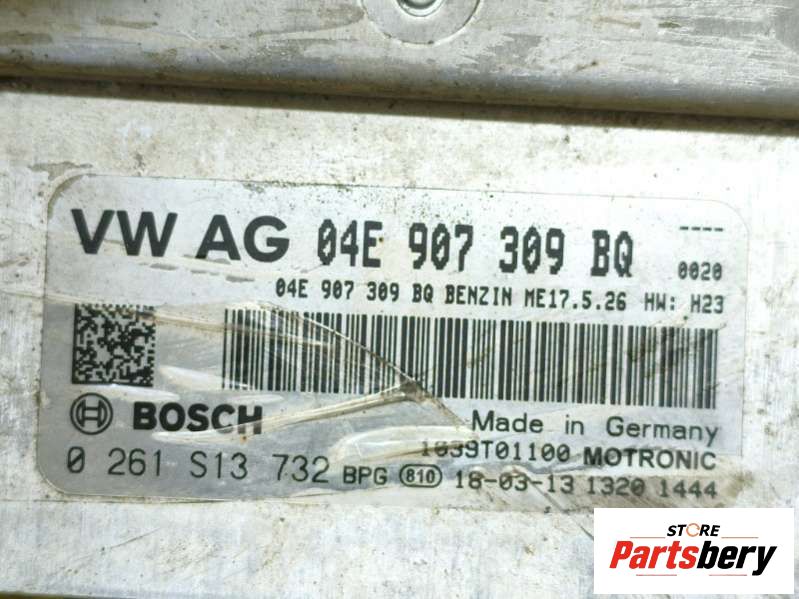 VW AG 04E 907 309 BQ ----
0020
04E 907 309 BQ BENZIN ME17.5.26 HW: H23
BOSCH
Made in Germany
1039T01100 MOTRONIC
0 261 S13 732 BPG 810 18-03-13 1320 1444
STORE
Partsbery